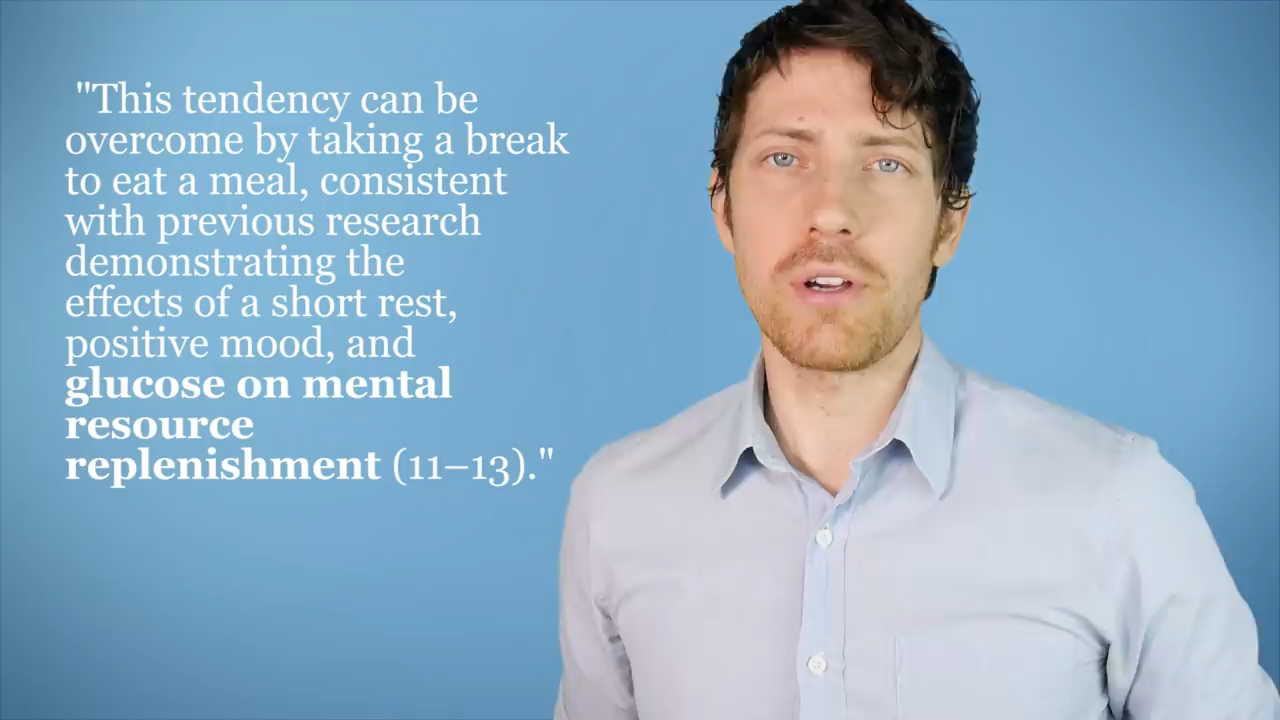 "This tendency can be
overcome by taking a break
to eat a meal, consistent
with previous research
demonstrating the
effects of a short rest,
positive mood, and
glucose on mental
resource
replenishment (11–13)."